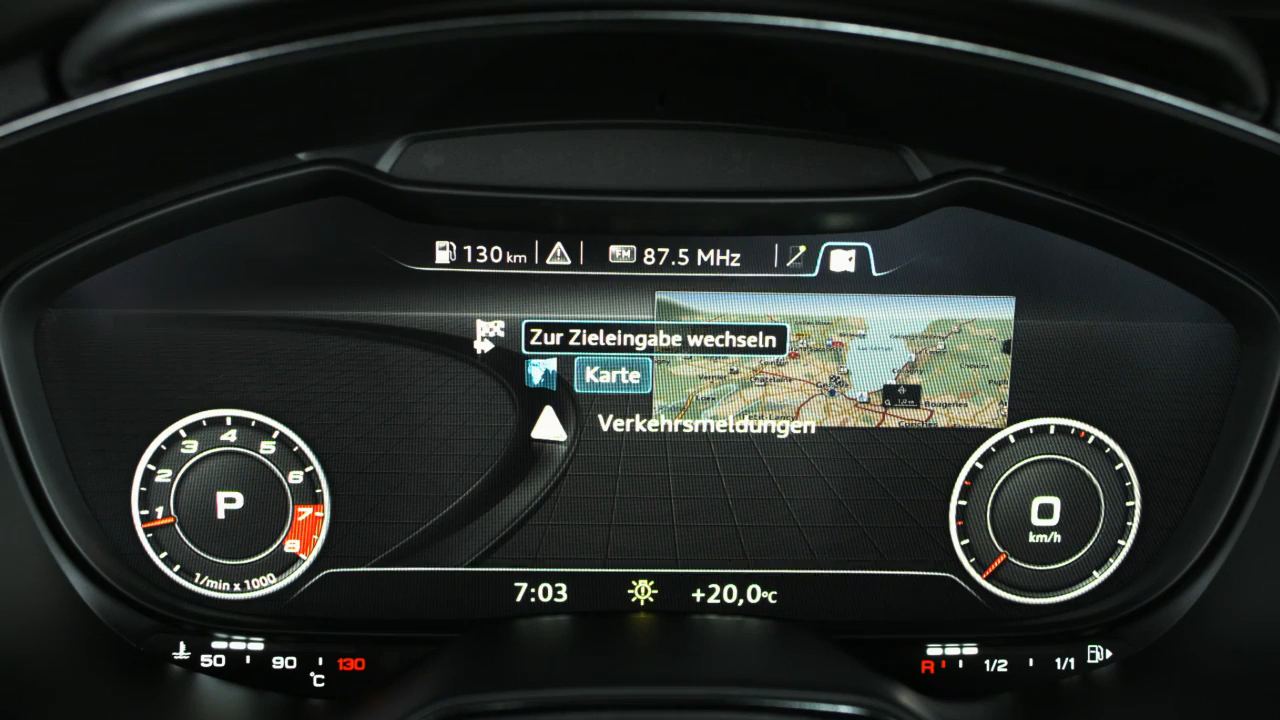 130 km
FM 87.5 MHz
Zur Zieleingabe wechseln
Karte
Verkehrsmeldungen
1 2 3 4 5 6 7 8
P
1/min x 1000
0
km/h
7:03
+20,0°C
50 90 130
°C
R 1/2 1/1